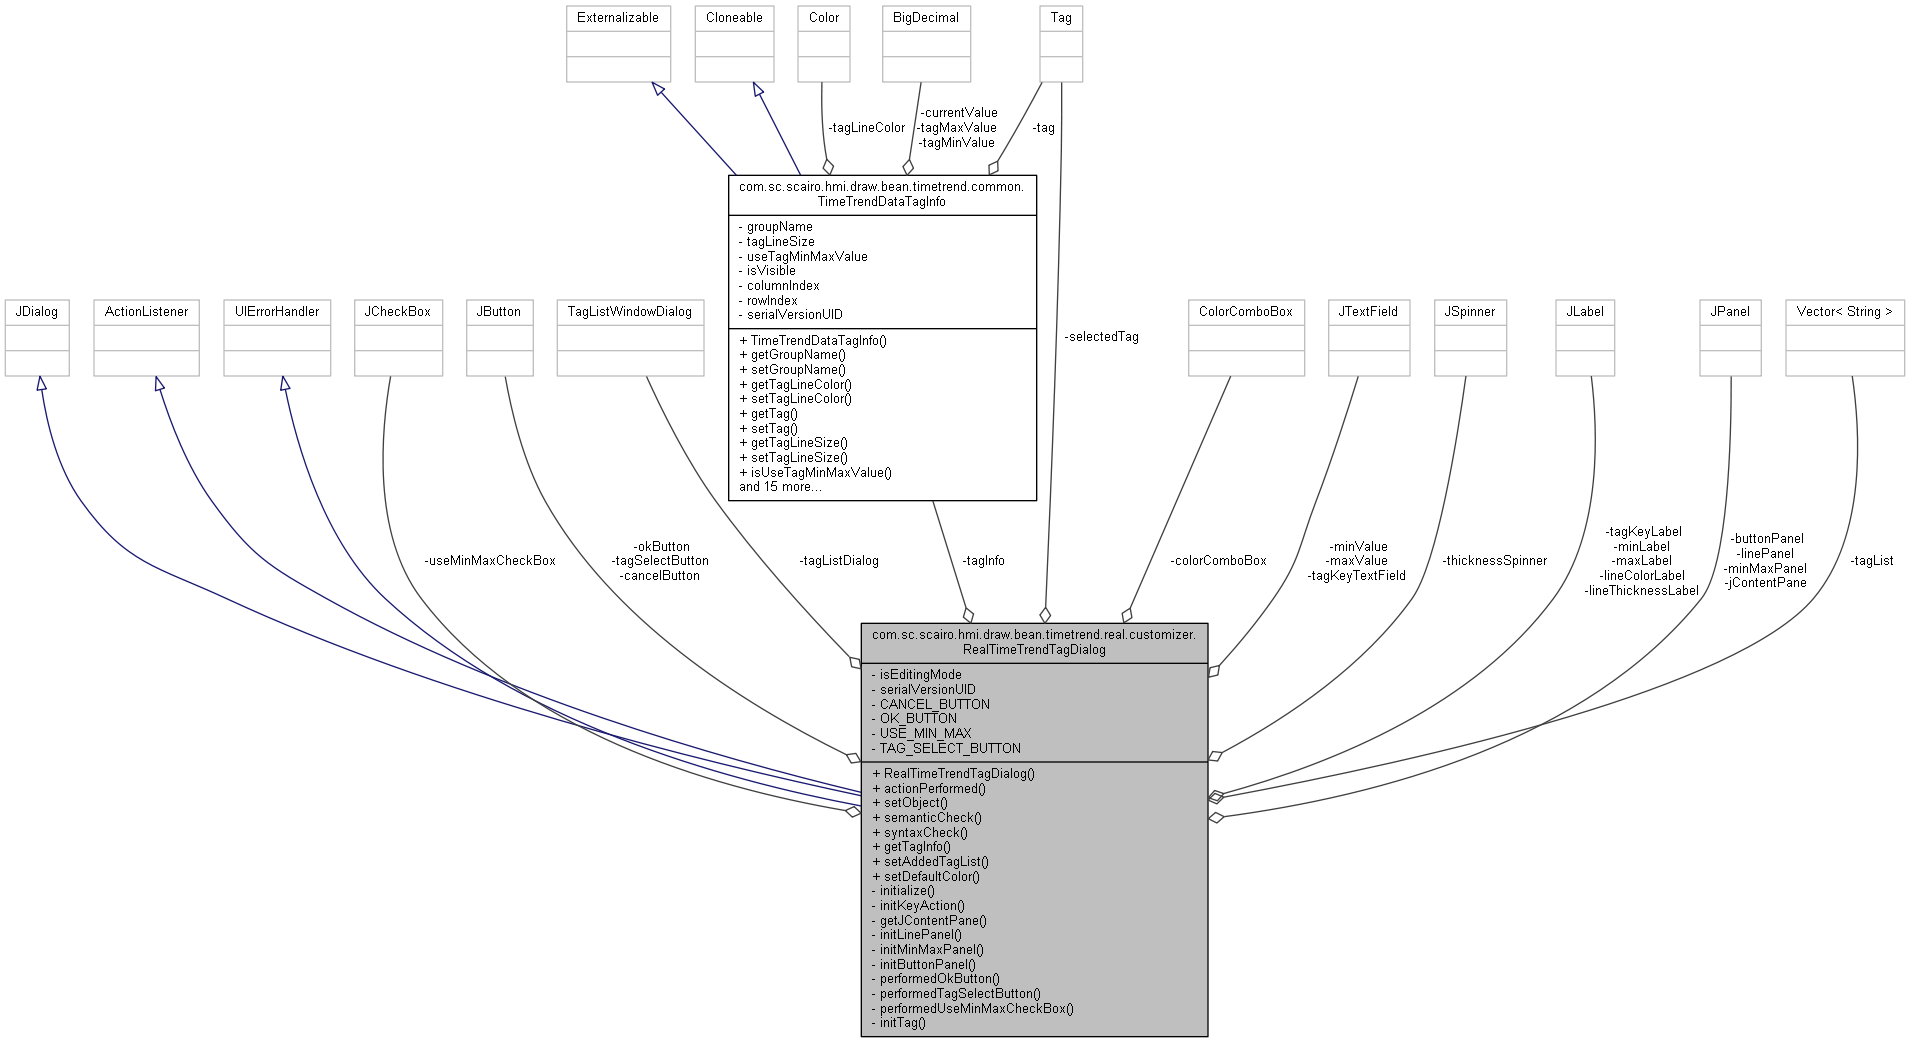 Externalizable
Cloneable
Color
BigDecimal
Tag
-currentValue
-tagMaxValue
-tagMinValue
-tagLineColor
-tag
com.sc.scairo.hmi.draw.bean.timetrend.common.
TimeTrendDataTagInfo
- groupName
- tagLineSize
- useTagMinMaxValue
- isVisible
- columnIndex
- rowIndex
- serialVersionUID
+ TimeTrendDataTagInfo()
+ getGroupName()
+ setGroupName()
+ getTagLineColor()
+ setTagLineColor()
+ getTag()
+ setTag()
+ getTagLineSize()
+ setTagLineSize()
+ isUseTagMinMaxValue()
and 15 more...
JDialog
ActionListener
UIErrorHandler
JCheckBox
JButton
TagListWindowDialog
-selectedTag
ColorComboBox
JTextField
JSpinner
JLabel
JPanel
Vector< String >
-useMinMaxCheckBox
-okButton
-tagSelectButton
-cancelButton
-tagListDialog
-tagInfo
-colorComboBox
-minValue
-maxValue
-tagKeyTextField
-thicknessSpinner
-tagKeyLabel
-minLabel
-maxLabel
-lineColorLabel
-lineThicknessLabel
-buttonPanel
-linePanel
-minMaxPanel
-jContentPane
-tagList
com.sc.scairo.hmi.draw.bean.timetrend.real.customizer.
RealTimeTrendTagDialog
- isEditingMode
- serialVersionUID
- CANCEL_BUTTON
- OK_BUTTON
- USE_MIN_MAX
- TAG_SELECT_BUTTON
+ RealTimeTrendTagDialog()
+ actionPerformed()
+ setObject()
+ semanticCheck()
+ syntaxCheck()
+ getTagInfo()
+ setAddedTagList()
+ setDefaultColor()
- initialize()
- initKeyAction()
- getJContentPane()
- initLinePanel()
- initMinMaxPanel()
- initButtonPanel()
- performedOkButton()
- performedTagSelectButton()
- performedUseMinMaxCheckBox()
- initTag()